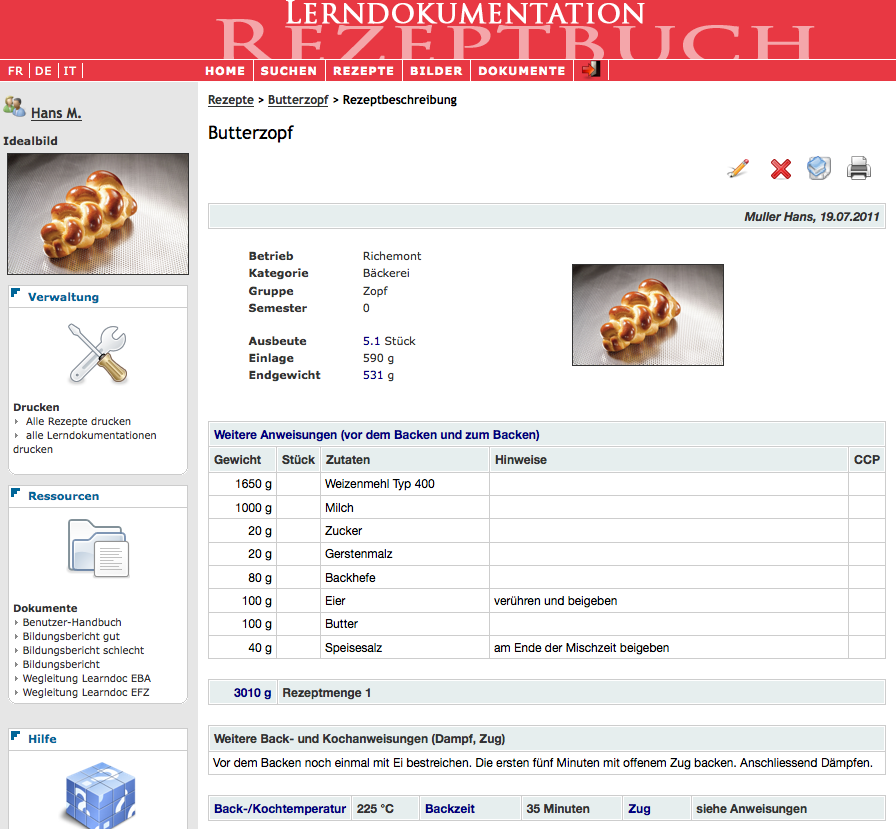 LERNDOKUMENTATION
REZEPTBUCH
FR DE IT HOME SUCHEN REZEPTE BILDER DOKUMENTE
Hans M.
Idealbild
Verwaltung
Drucken
Alle Rezepte drucken
alle Lerndokumentationen
drucken
Ressourcen
Dokumente
Benutzer-Handbuch
Bildungsbericht gut
Bildungsbericht schlecht
Bildungsbericht
Wegleitung Learndoc EBA
Wegleitung Learndoc EFZ
Hilfe
Rezepte > Butterzopf > Rezeptbeschreibung
Butterzopf
Muller Hans, 19.07.2011
Betrieb Richemont
Kategorie Bäckerei
Gruppe Zopf
Semester 0
Ausbeute 5.1 Stück
Einlage 590 g
Endgewicht 531 g
Weitere Anweisungen (vor dem Backen und zum Backen)
Gewicht Stück Zutaten Hinweise CCP
1650 g Weizenmehl Typ 400
1000 g Milch
20 g Zucker
20 g Gerstenmalz
80 g Backhefe
100 g Eier verühren und beigeben
100 g Butter
40 g Speisesalz am Ende der Mischzeit beigeben
3010 g Rezeptmenge 1
Weitere Back- und Kochanweisungen (Dampf, Zug)
Vor dem Backen noch einmal mit Ei bestreichen. Die ersten fünf Minuten mit offenem Zug backen. Anschliessend Dämpfen.
Back-/Kochtemperatur 225 °C Backzeit 35 Minuten Zug siehe Anweisungen